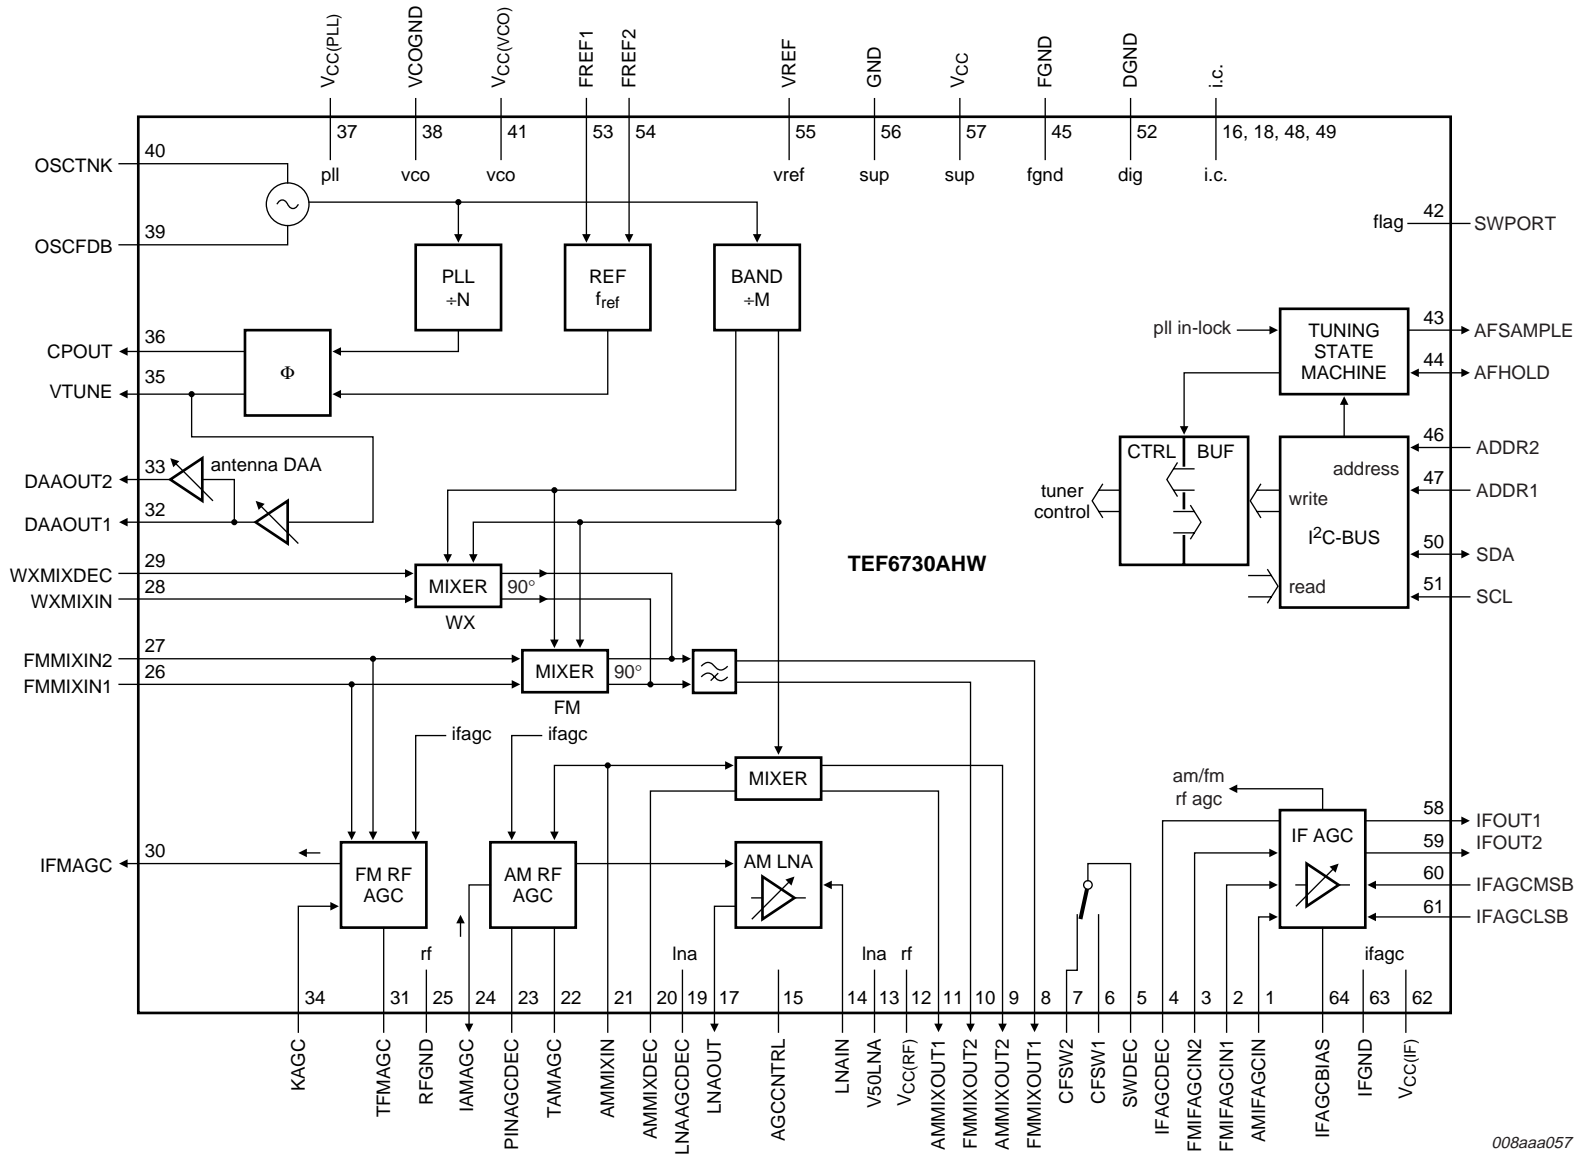 VCC(PLL)
VCOGND
VCC(VCO)
FREF1
FREF2
VREF
GND
VCC
FGND
DGND
i.c.
37
38
41
53
54
55
56
57
45
52
16, 18, 48, 49
pll
vco
vco
vref
sup
sup
fgnd
dig
i.c.
OSCTNK
40
OSCFDB
39
PLL
÷N
REF
fref
BAND
÷M
flag
42
SWPORT
CPOUT
36
VTUNE
35
Φ
pll in-lock
TUNING
STATE
MACHINE
43
AFSAMPLE
44
AFHOLD
DAAOUT2
33
antenna DAA
DAAOUT1
32
tuner
control
CTRL
BUF
address
write
I2C-BUS
read
46
ADDR2
47
ADDR1
50
SDA
51
SCL
TEF6730AHW
WXMIXDEC
29
WXMIXIN
28
MIXER
90°
WX
FMMIXIN2
27
FMMIXIN1
26
MIXER
90°
FM
ifagc
ifagc
MIXER
am/fm
rf agc
IFMAGC
30
FM RF
AGC
AM RF
AGC
AM LNA
IF AGC
58
IFOUT1
59
IFOUT2
60
IFAGCMSB
61
IFAGCLSB
rf
lna
lna
rf
ifagc
34
31
25
24
23
22
21
20
19
17
15
14
13
12
11
10
9
8
7
6
5
4
3
2
1
64
63
62
KAGC
TFMAGC
RFGND
IAMAGC
PINAGCDEC
TAMAGC
AMMIXIN
AMMIXDEC
LNAAGCDEC
LNAOUT
AGCCNTRL
LNAIN
V50LNA
VCC(RF)
AMMIXOUT1
FMMIXOUT2
AMMIXOUT2
FMMIXOUT1
CFSW2
CFSW1
SWDEC
IFAGCDEC
FMIFAGCIN2
FMIFAGCIN1
AMIFAGCIN
IFAGCBIAS
IFGND
VCC(IF)
008aaa057